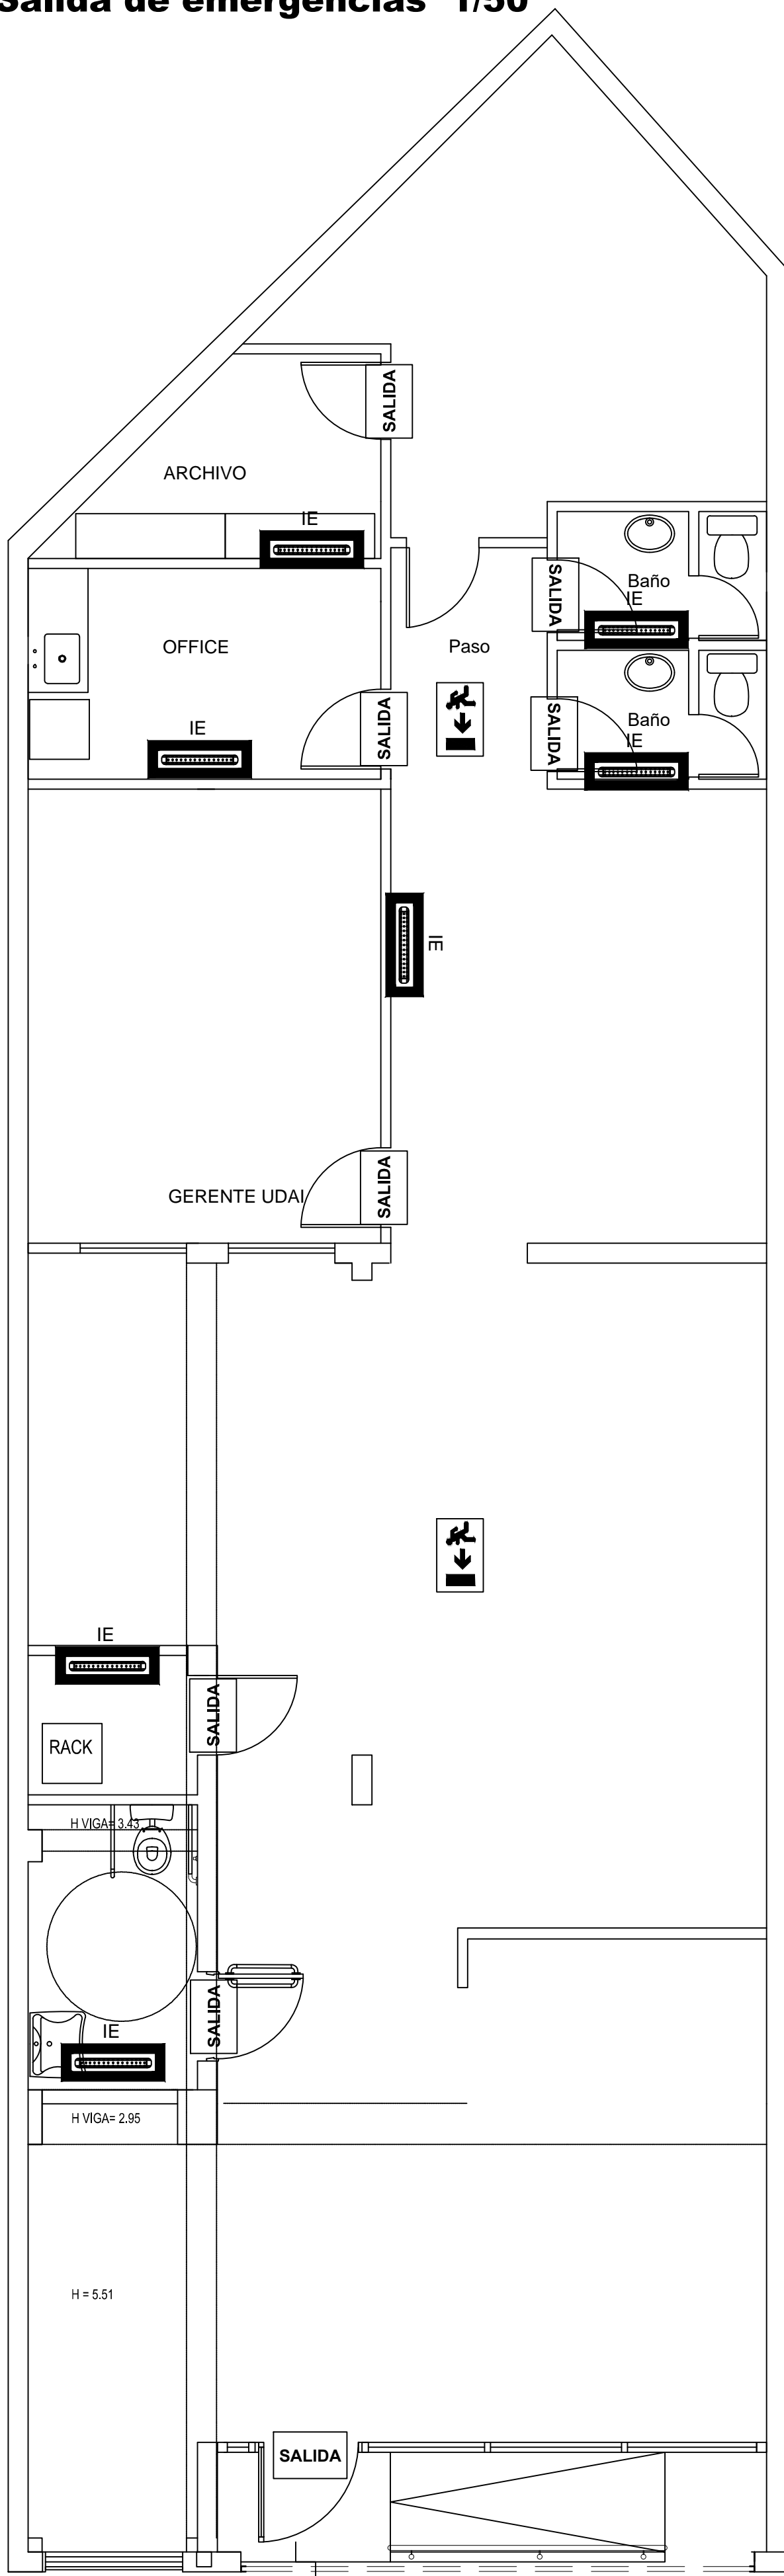 Salida de emergencias 1/50
SALIDA
ARCHIVO
IE
SALIDA
Baño
IE
OFFICE
Paso
SALIDA
SALIDA
Baño
IE
IE
IE
SALIDA
GERENTE UDAI
IE
SALIDA
RACK
H VIGA= 3.43
SALIDA
IE
H VIGA= 2.95
H = 5.51
SALIDA